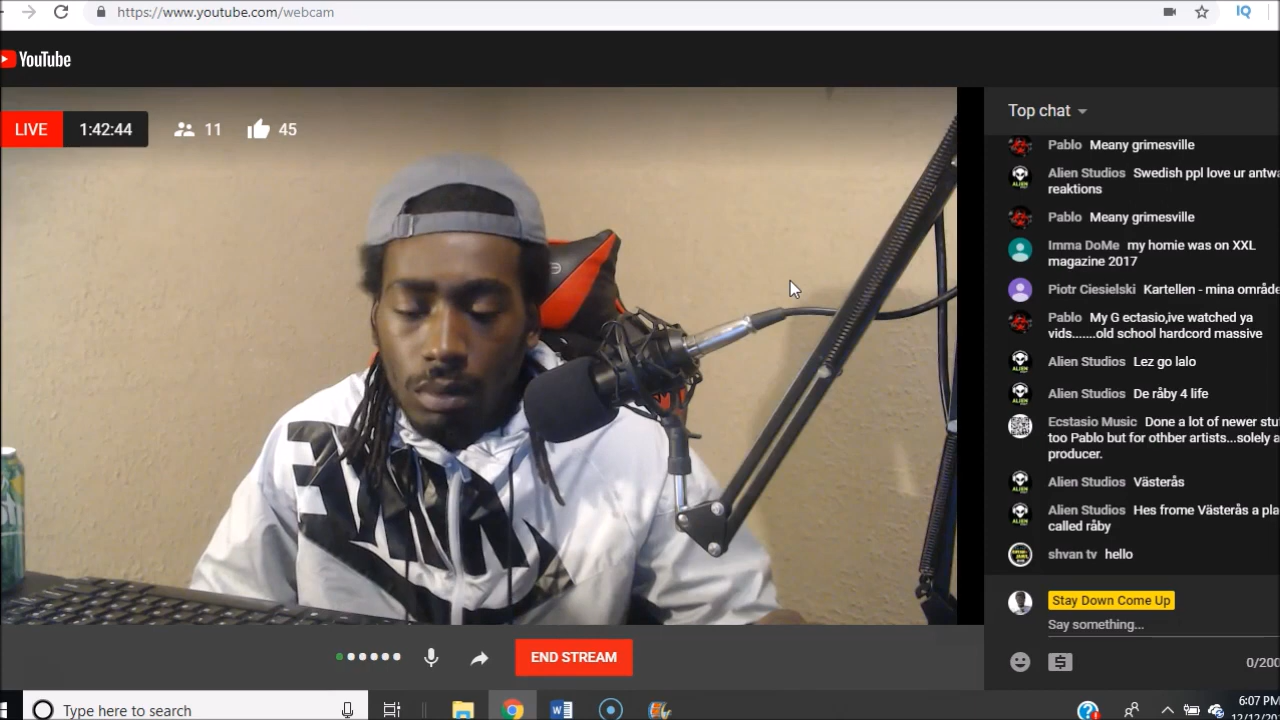 https://www.youtube.com/webcam
IQ
YouTube
LIVE
1:42:44
11
45
Top chat
Pablo Meany grimesville
Alien Studios Swedish ppl love ur antwa
reaktions
Pablo Meany grimesville
Imma DoMe my homie was on XXL
magazine 2017
Piotr Ciesielski Kartellen - mina område
Pablo My G ectasio,ive watched ya
vids.......old school hardcord massive
Alien Studios Lez go lalo
Alien Studios De råby 4 life
Ecstasio Music Done a lot of newer stu
too Pablo but for othber artists...solely a
producer.
Alien Studios Västerås
Alien Studios Hes frome Västerås a pla
called råby
shvan tv hello
Stay Down Come Up
Say something...
0/200
END STREAM
Type here to search
6:07 PM